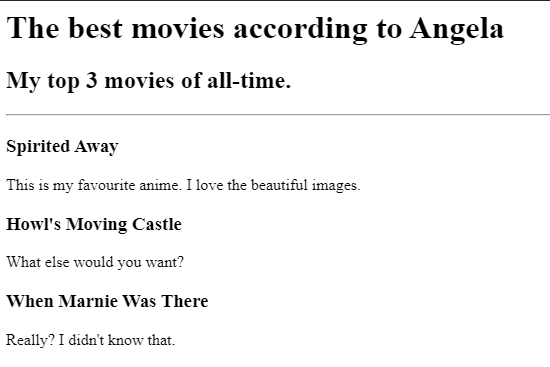 The best movies according to Angela
My top 3 movies of all-time.
Spirited Away
This is my favourite anime. I love the beautiful images.
Howl's Moving Castle
What else would you want?
When Marnie Was There
Really? I didn't know that.